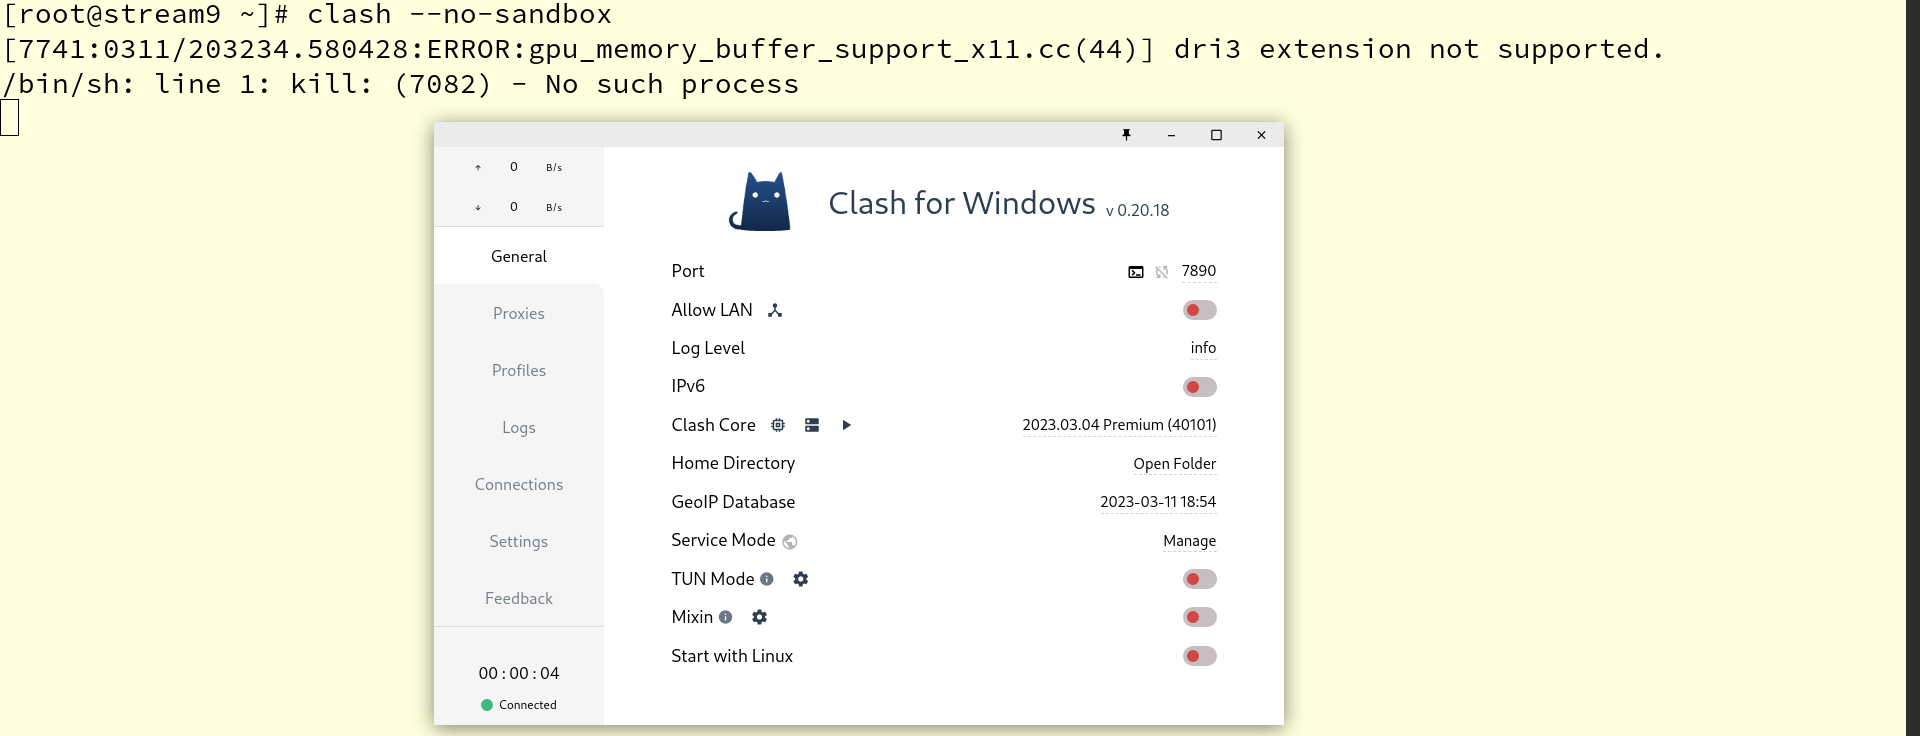 [root@stream9 ~]# clash --no-sandbox
[7741:0311/203234.580428:ERROR:gpu_memory_buffer_support_x11.cc(44)] dri3 extension not supported.
/bin/sh: line 1: kill: (7082) - No such process
↑ 0 B/s
↓ 0 B/s
General
Proxies
Profiles
Logs
Connections
Settings
Feedback
00 : 00 : 04
Connected
Clash for Windows v 0.20.18
Port 7890
Allow LAN
Log Level info
IPv6
Clash Core 2023.03.04 Premium (40101)
Home Directory Open Folder
GeoIP Database 2023-03-11 18:54
Service Mode Manage
TUN Mode
Mixin
Start with Linux